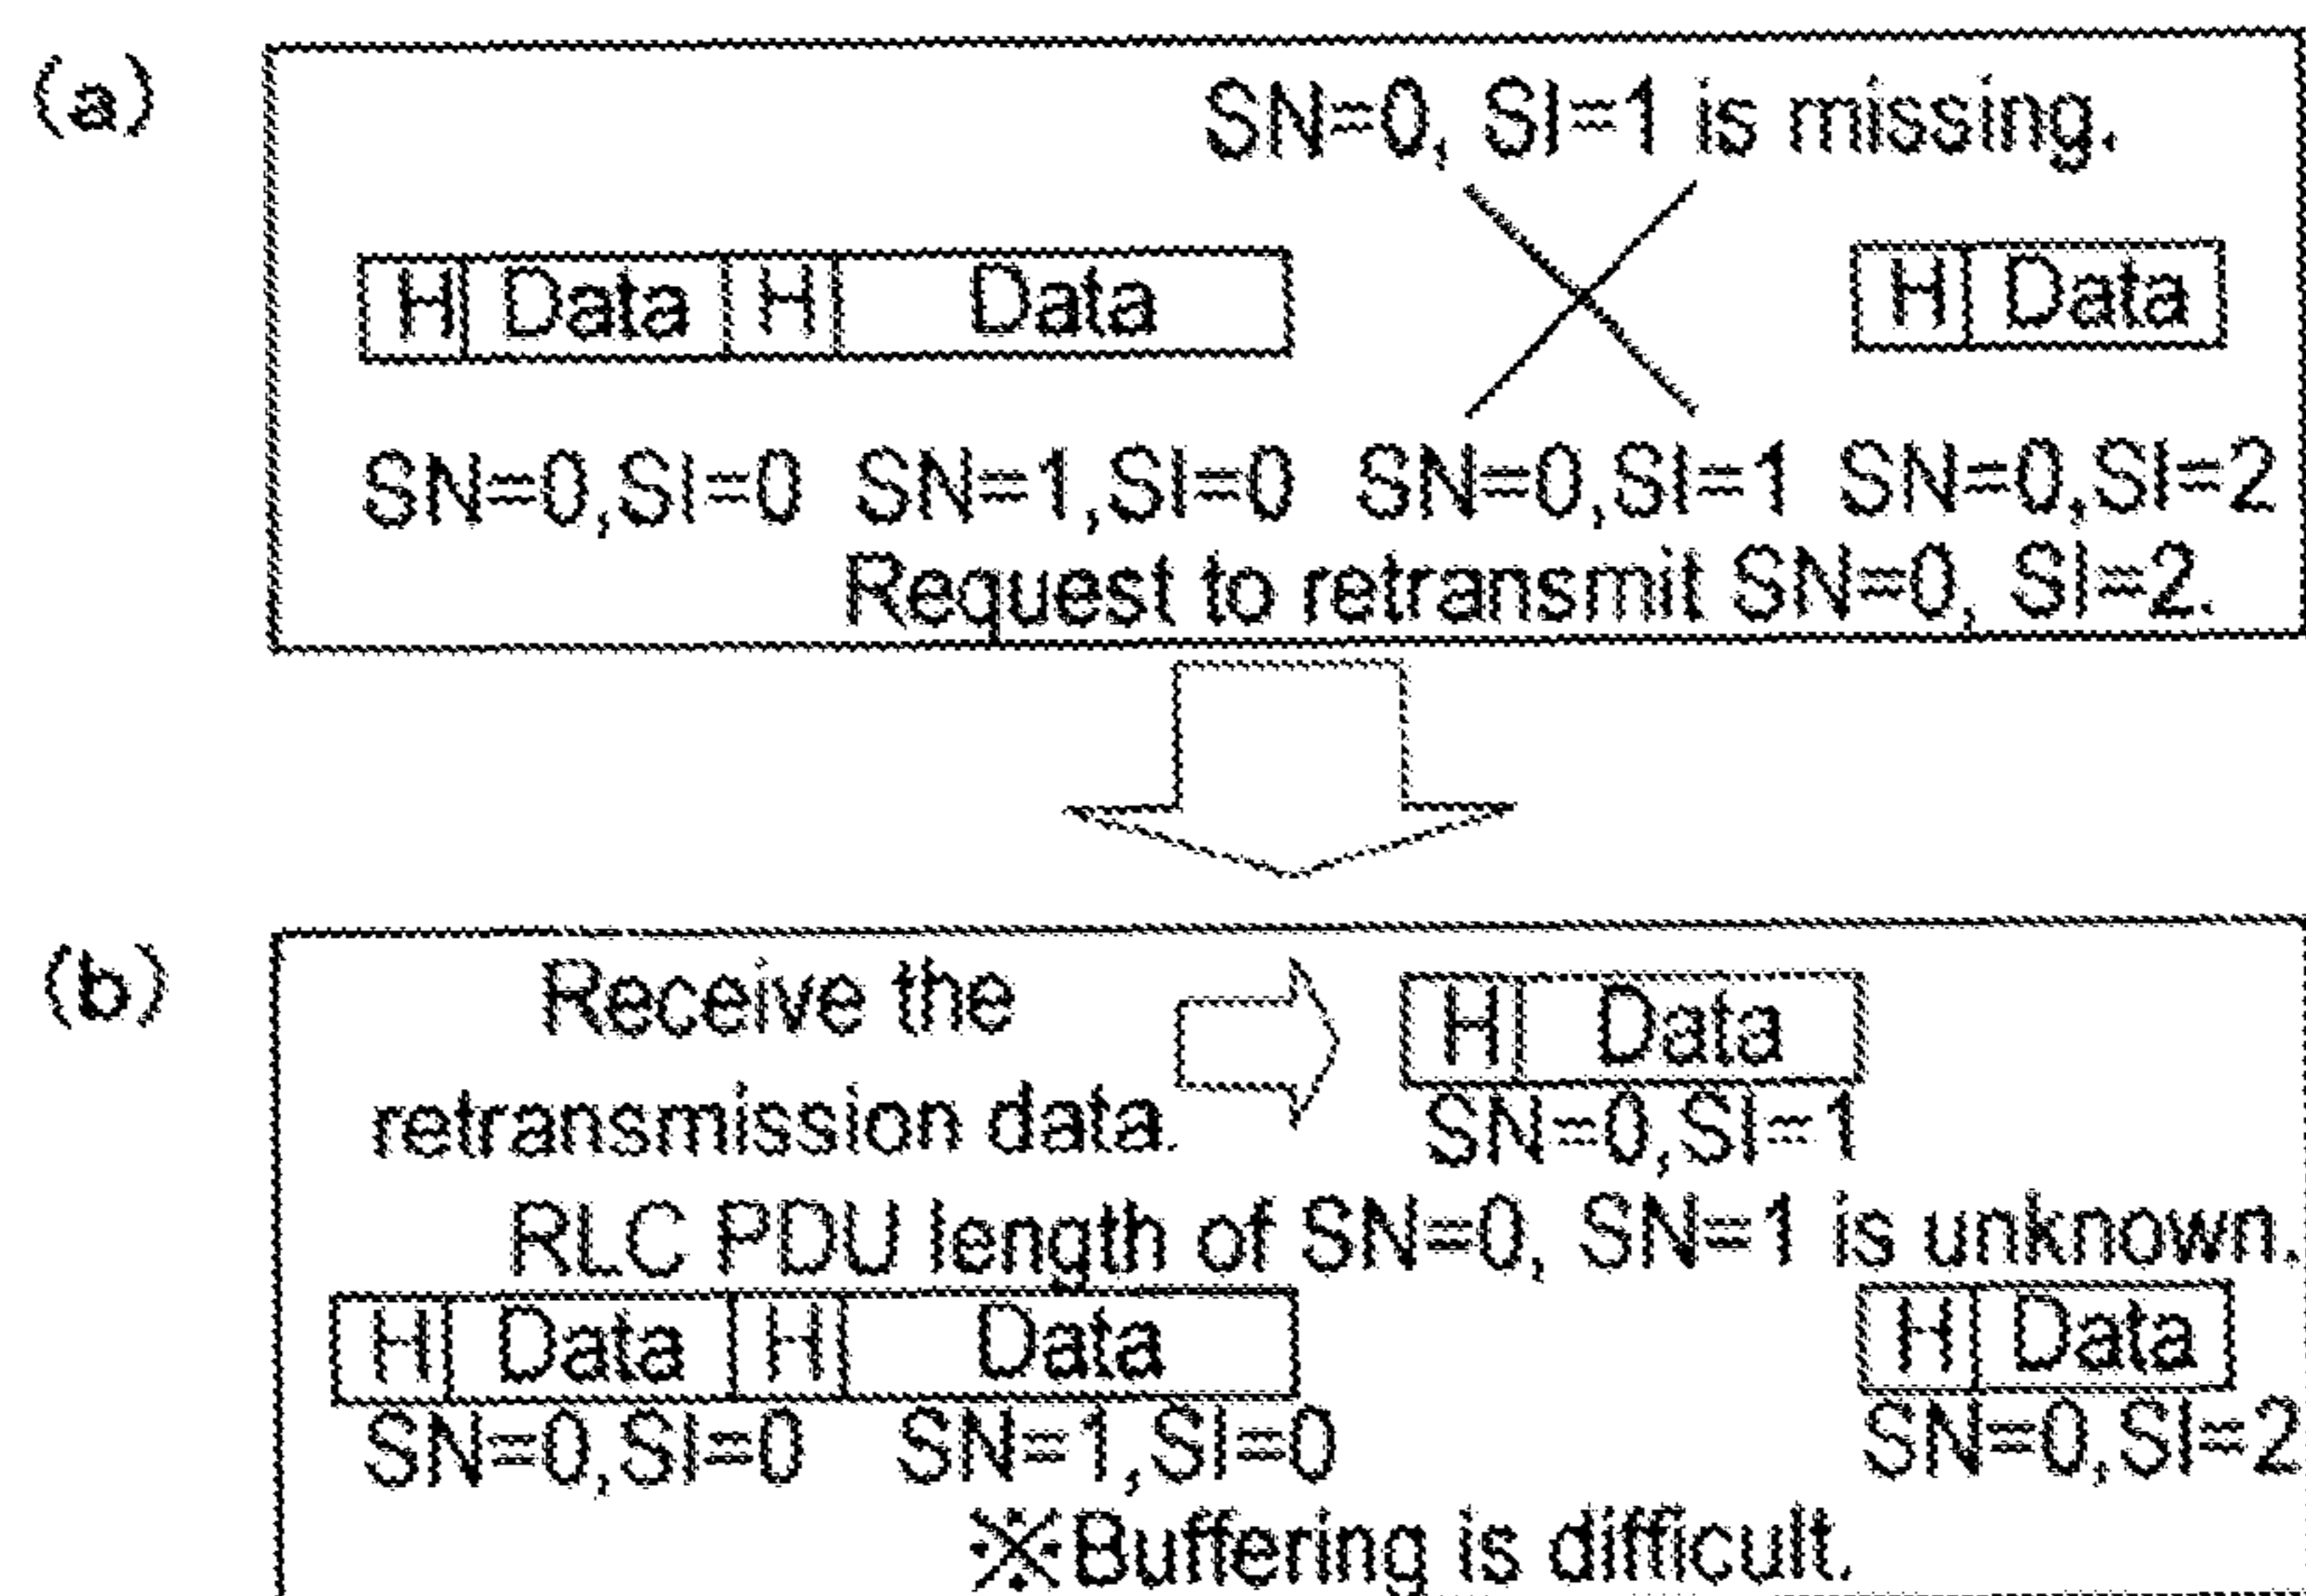 (a)
SN=0, SI=1 is missing.
H Data H Data H Data
SN=0,SI=0 SN=1,SI=0 SN=0,SI=1 SN=0,SI=2
Request to retransmit SN=0, SI=2.
(b)
Receive the
retransmission data.
H Data
SN=0,SI=1
RLC PDU length of SN=0, SN=1 is unknown.
H Data H Data H Data
SN=0,SI=0 SN=1,SI=0 SN=0,SI=2
※Buffering is difficult.